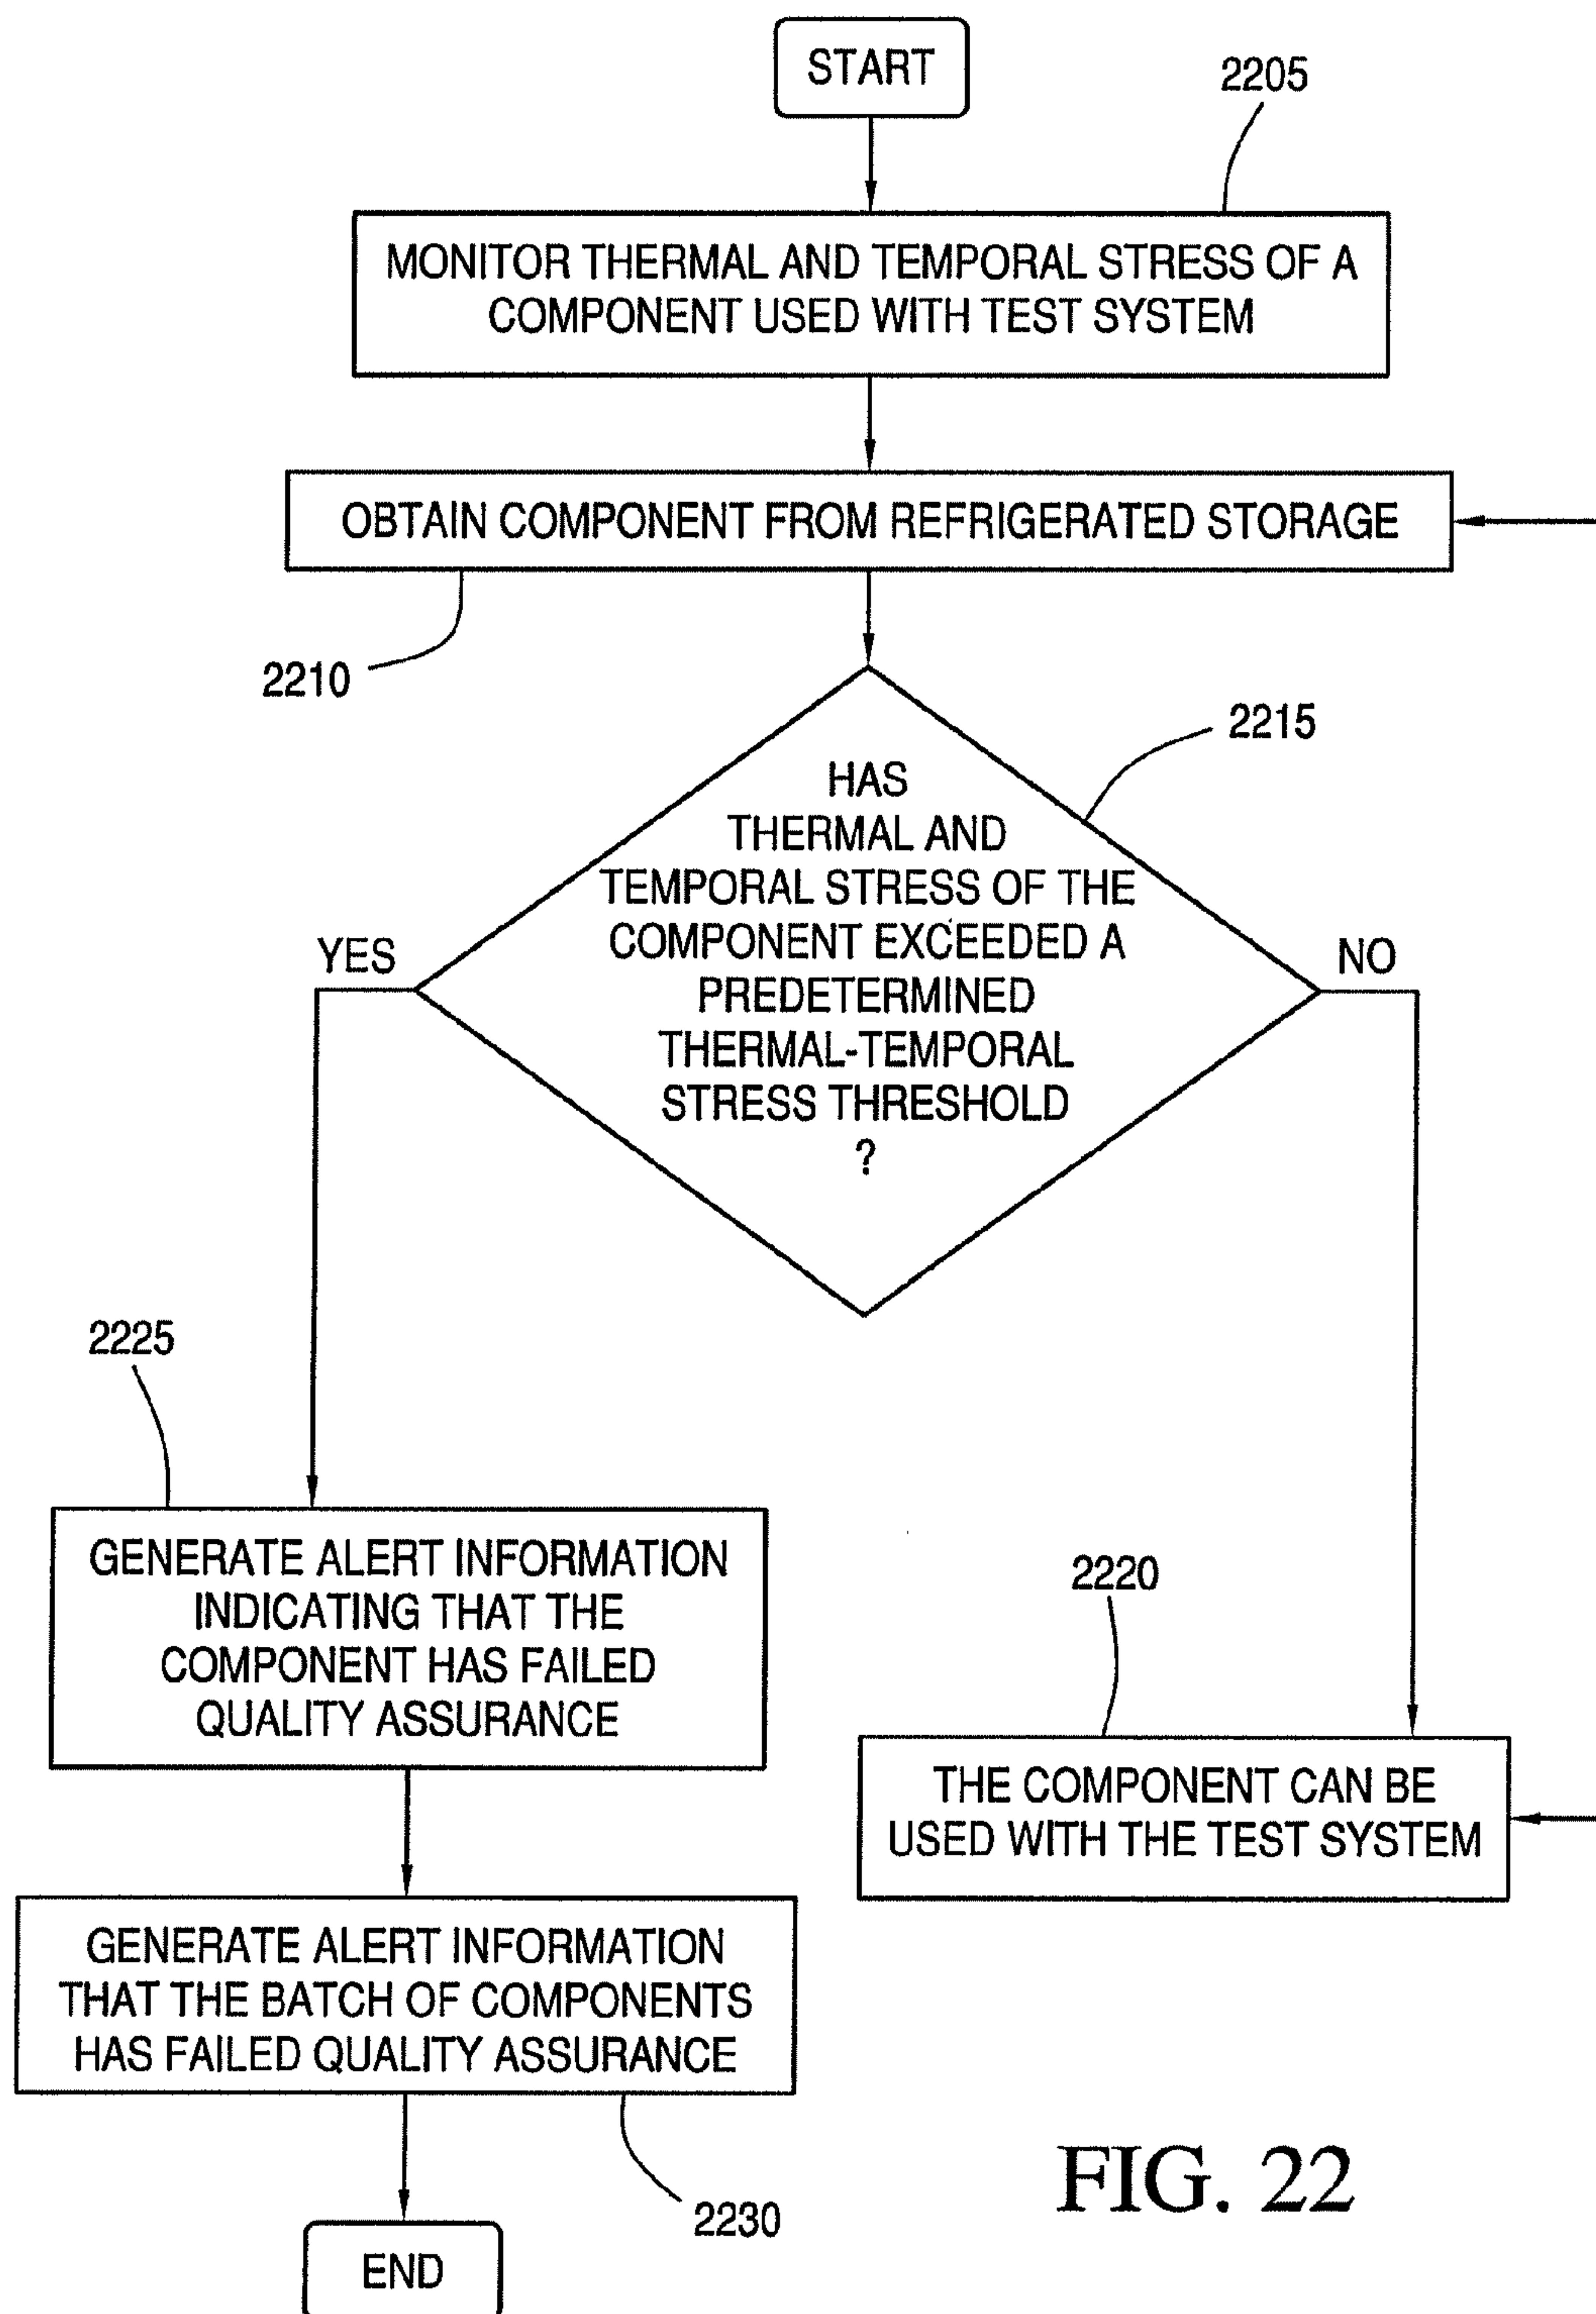 START
2205
MONITOR THERMAL AND TEMPORAL STRESS OF A
COMPONENT USED WITH TEST SYSTEM
OBTAIN COMPONENT FROM REFRIGERATED STORAGE
2210
2215
HAS
THERMAL AND
TEMPORAL STRESS OF THE
COMPONENT EXCEEDED A
PREDETERMINED
THERMAL-TEMPORAL
STRESS THRESHOLD
?
YES
NO
2225
GENERATE ALERT INFORMATION
INDICATING THAT THE
COMPONENT HAS FAILED
QUALITY ASSURANCE
2220
THE COMPONENT CAN BE
USED WITH THE TEST SYSTEM
GENERATE ALERT INFORMATION
THAT THE BATCH OF COMPONENTS
HAS FAILED QUALITY ASSURANCE
2230
END
FIG. 22